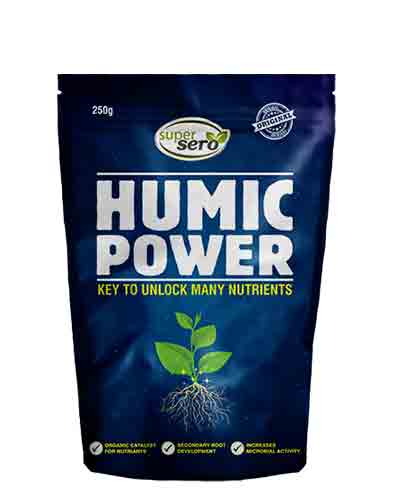 250g
super
sero
ORIGINAL
HUMIC
POWER
KEY TO UNLOCK MANY NUTRIENTS
ORGANIC CATALYST
FOR NUTRIANTS
SECONDARY ROOT
DEVELOPMENT
INCREASES
MICROBIAL ACTIVITY